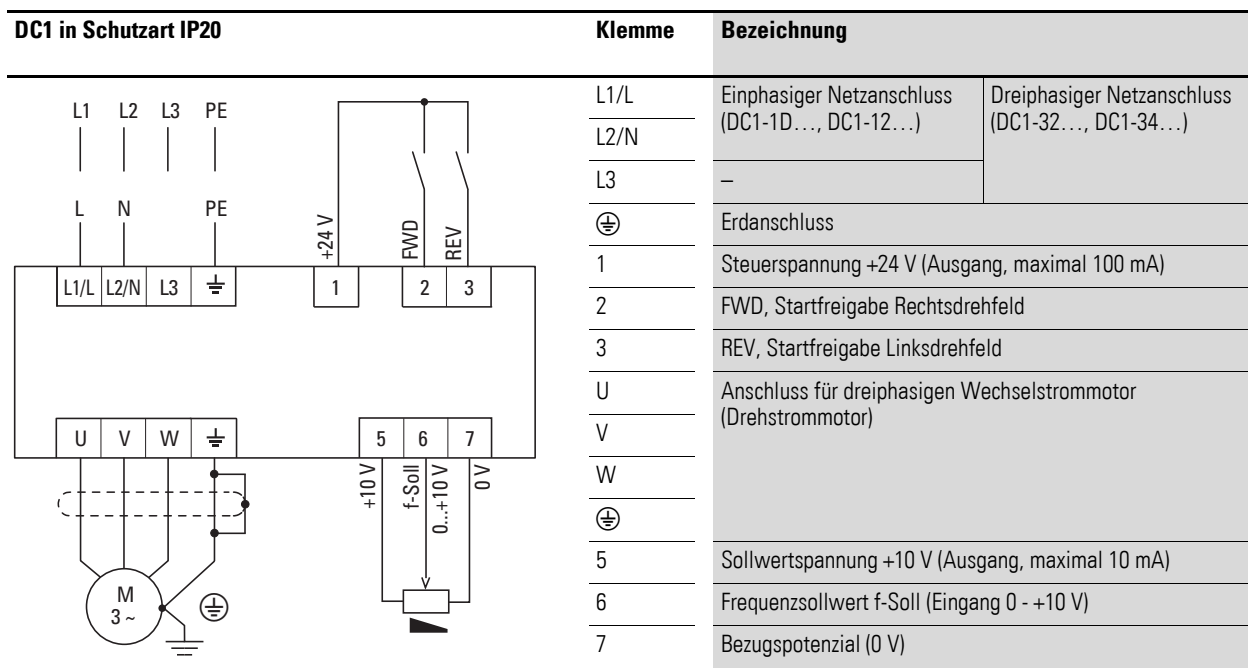 DC1 in Schutzart IP20
Klemme
Bezeichnung
L1 L2 L3 PE
L N PE
+24 V
FWD
REV
L1/L L2/N L3
1 2 3
U V W
5 6 7
+10 V
f-Soll
0...+10 V
0 V
M
3 ~
L1/L
Einphasiger Netzanschluss
(DC1-1D…, DC1-12…)
Dreiphasiger Netzanschluss
(DC1-32…, DC1-34…)
L2/N
L3
–
Erdanschluss
1
Steuerspannung +24 V (Ausgang, maximal 100 mA)
2
FWD, Startfreigabe Rechtsdrehfeld
3
REV, Startfreigabe Linksdrehfeld
U
Anschluss für dreiphasigen Wechselstrommotor
(Drehstrommotor)
V
W
5
Sollwertspannung +10 V (Ausgang, maximal 10 mA)
6
Frequenzsollwert f-Soll (Eingang 0 - +10 V)
7
Bezugspotenzial (0 V)